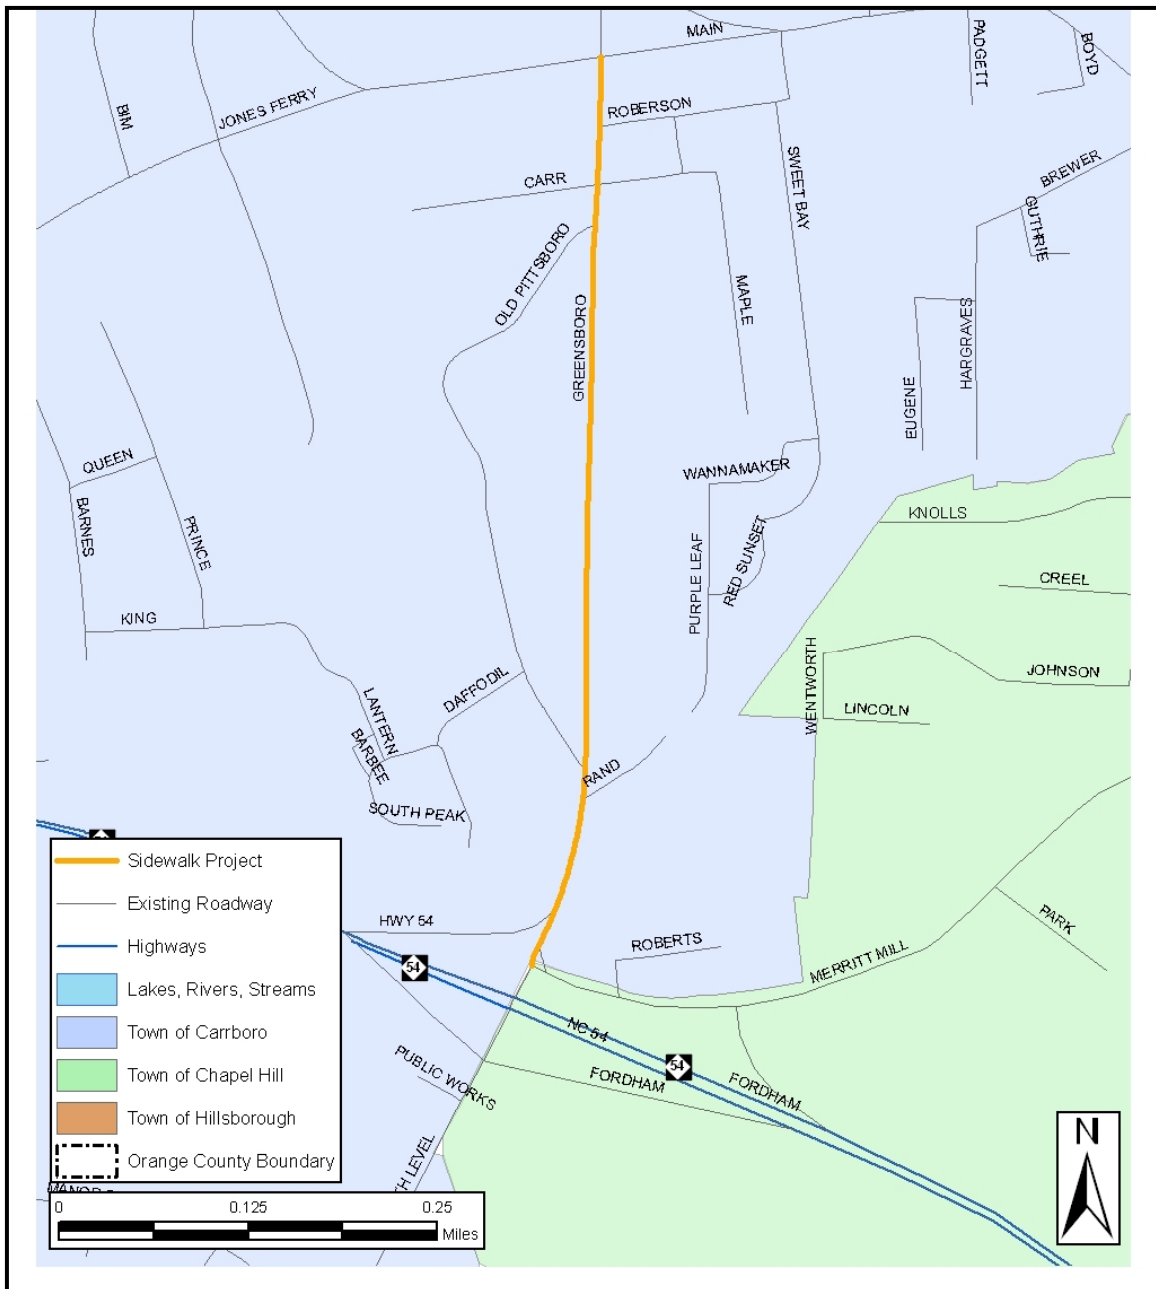 MAIN
PADGETT
BOYD
BIM
JONES FERRY
ROBERSON
SWEET BAY
BREWER
CARR
GUTHRIE
OLD PITTSBORO
GREENSBORO
MAPLE
HARGRAVES
EUGENE
QUEEN
WANNAMAKER
BARNES
PRINCE
KNOLLS
RED SUNSET
PURPLE LEAF
CREEL
KING
WENTWORTH
JOHNSON
DAFFODIL
LANTERN
LINCOLN
BARBEE
RAND
SOUTH PEAK
Sidewalk Project
Existing Roadway
Highways
Lakes, Rivers, Streams
Town of Carrboro
Town of Chapel Hill
Town of Hillsborough
Orange County Boundary
HWY 54
ROBERTS
PARK
MERRITT MILL
54
NC 54
54
PUBLIC WORKS
FORDHAM
FORDHAM
LEVEL
N
0 0.125 0.25
Miles